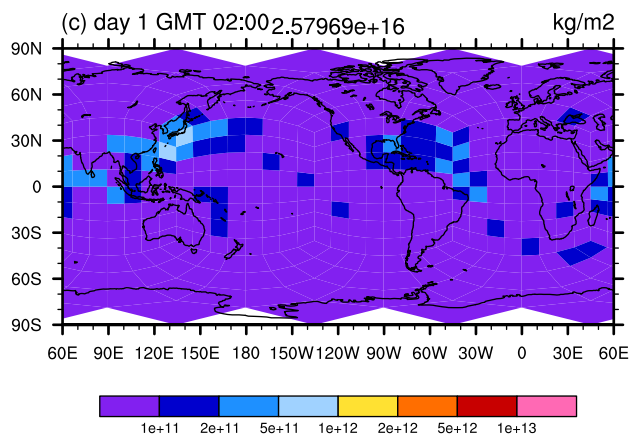 (c) day 1 GMT 02:00 2.57969e+16 kg/m2
90N
60N
30N
0
30S
60S
90S
60E 90E 120E 150E 180 150W 120W 90W 60W 30W 0 30E 60E
1e+11 2e+11 5e+11 1e+12 2e+12 5e+12 1e+13